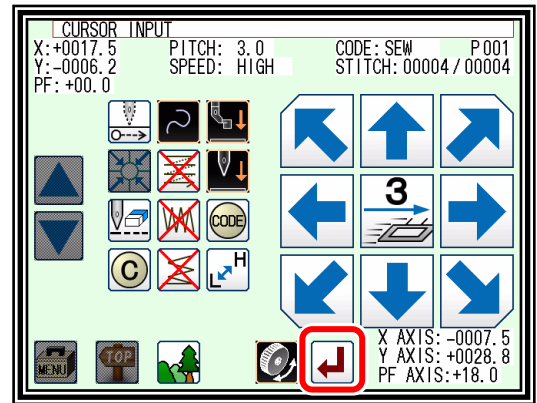 CURSOR INPUT
X:+0017.5 PITCH: 3.0 CODE:SEW P001
Y:-0006.2 SPEED: HIGH STITCH:00004/00004
PF:+00.0
CODE
3
C
L H
MENU TOP
X AXIS:-0007.5
Y AXIS:+0028.8
PF AXIS:+18.0